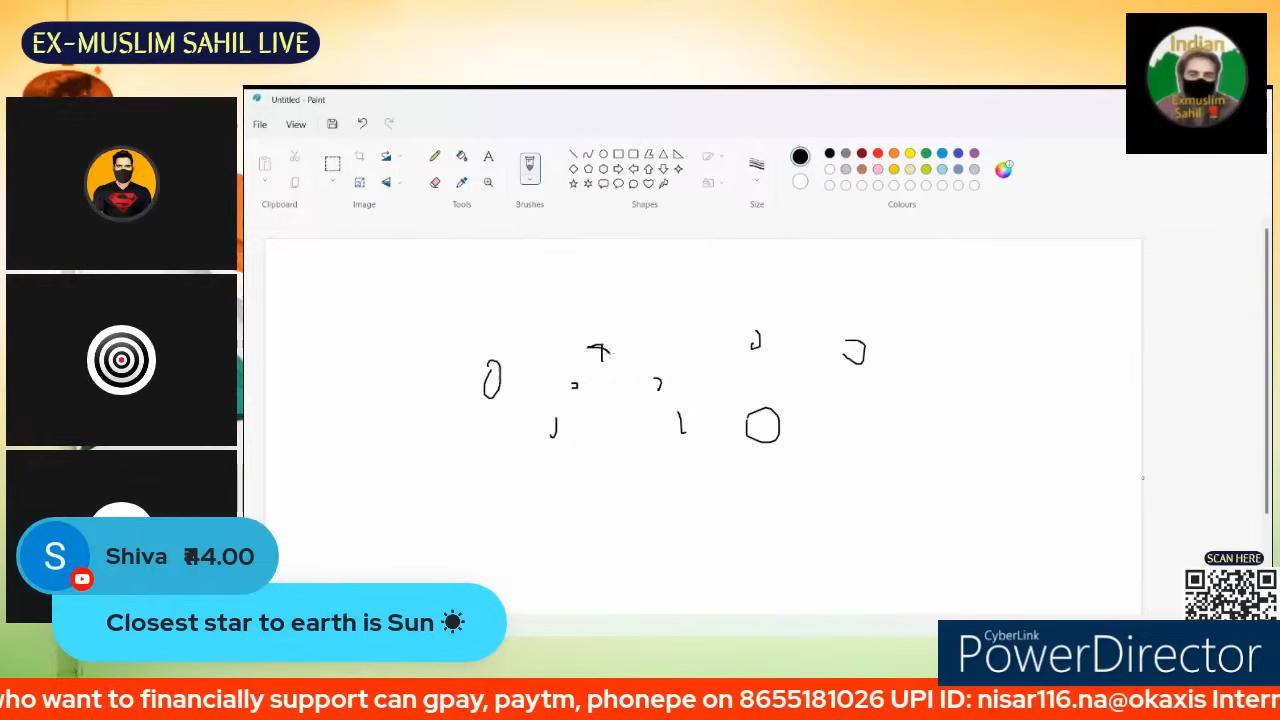 EX-MUSLIM SAHIL LIVE
Indian
Exmuslim
Sahil
Untitled - Paint
File View
Clipboard Image Tools Brushes Shapes Size Colours
S Shiva ₹44.00
Closest star to earth is Sun
SCAN HERE
CyberLink
PowerDirector
who want to financially support can gpay, paytm, phonepe on 8655181026 UPI ID: nisar116.na@okaxis Intern